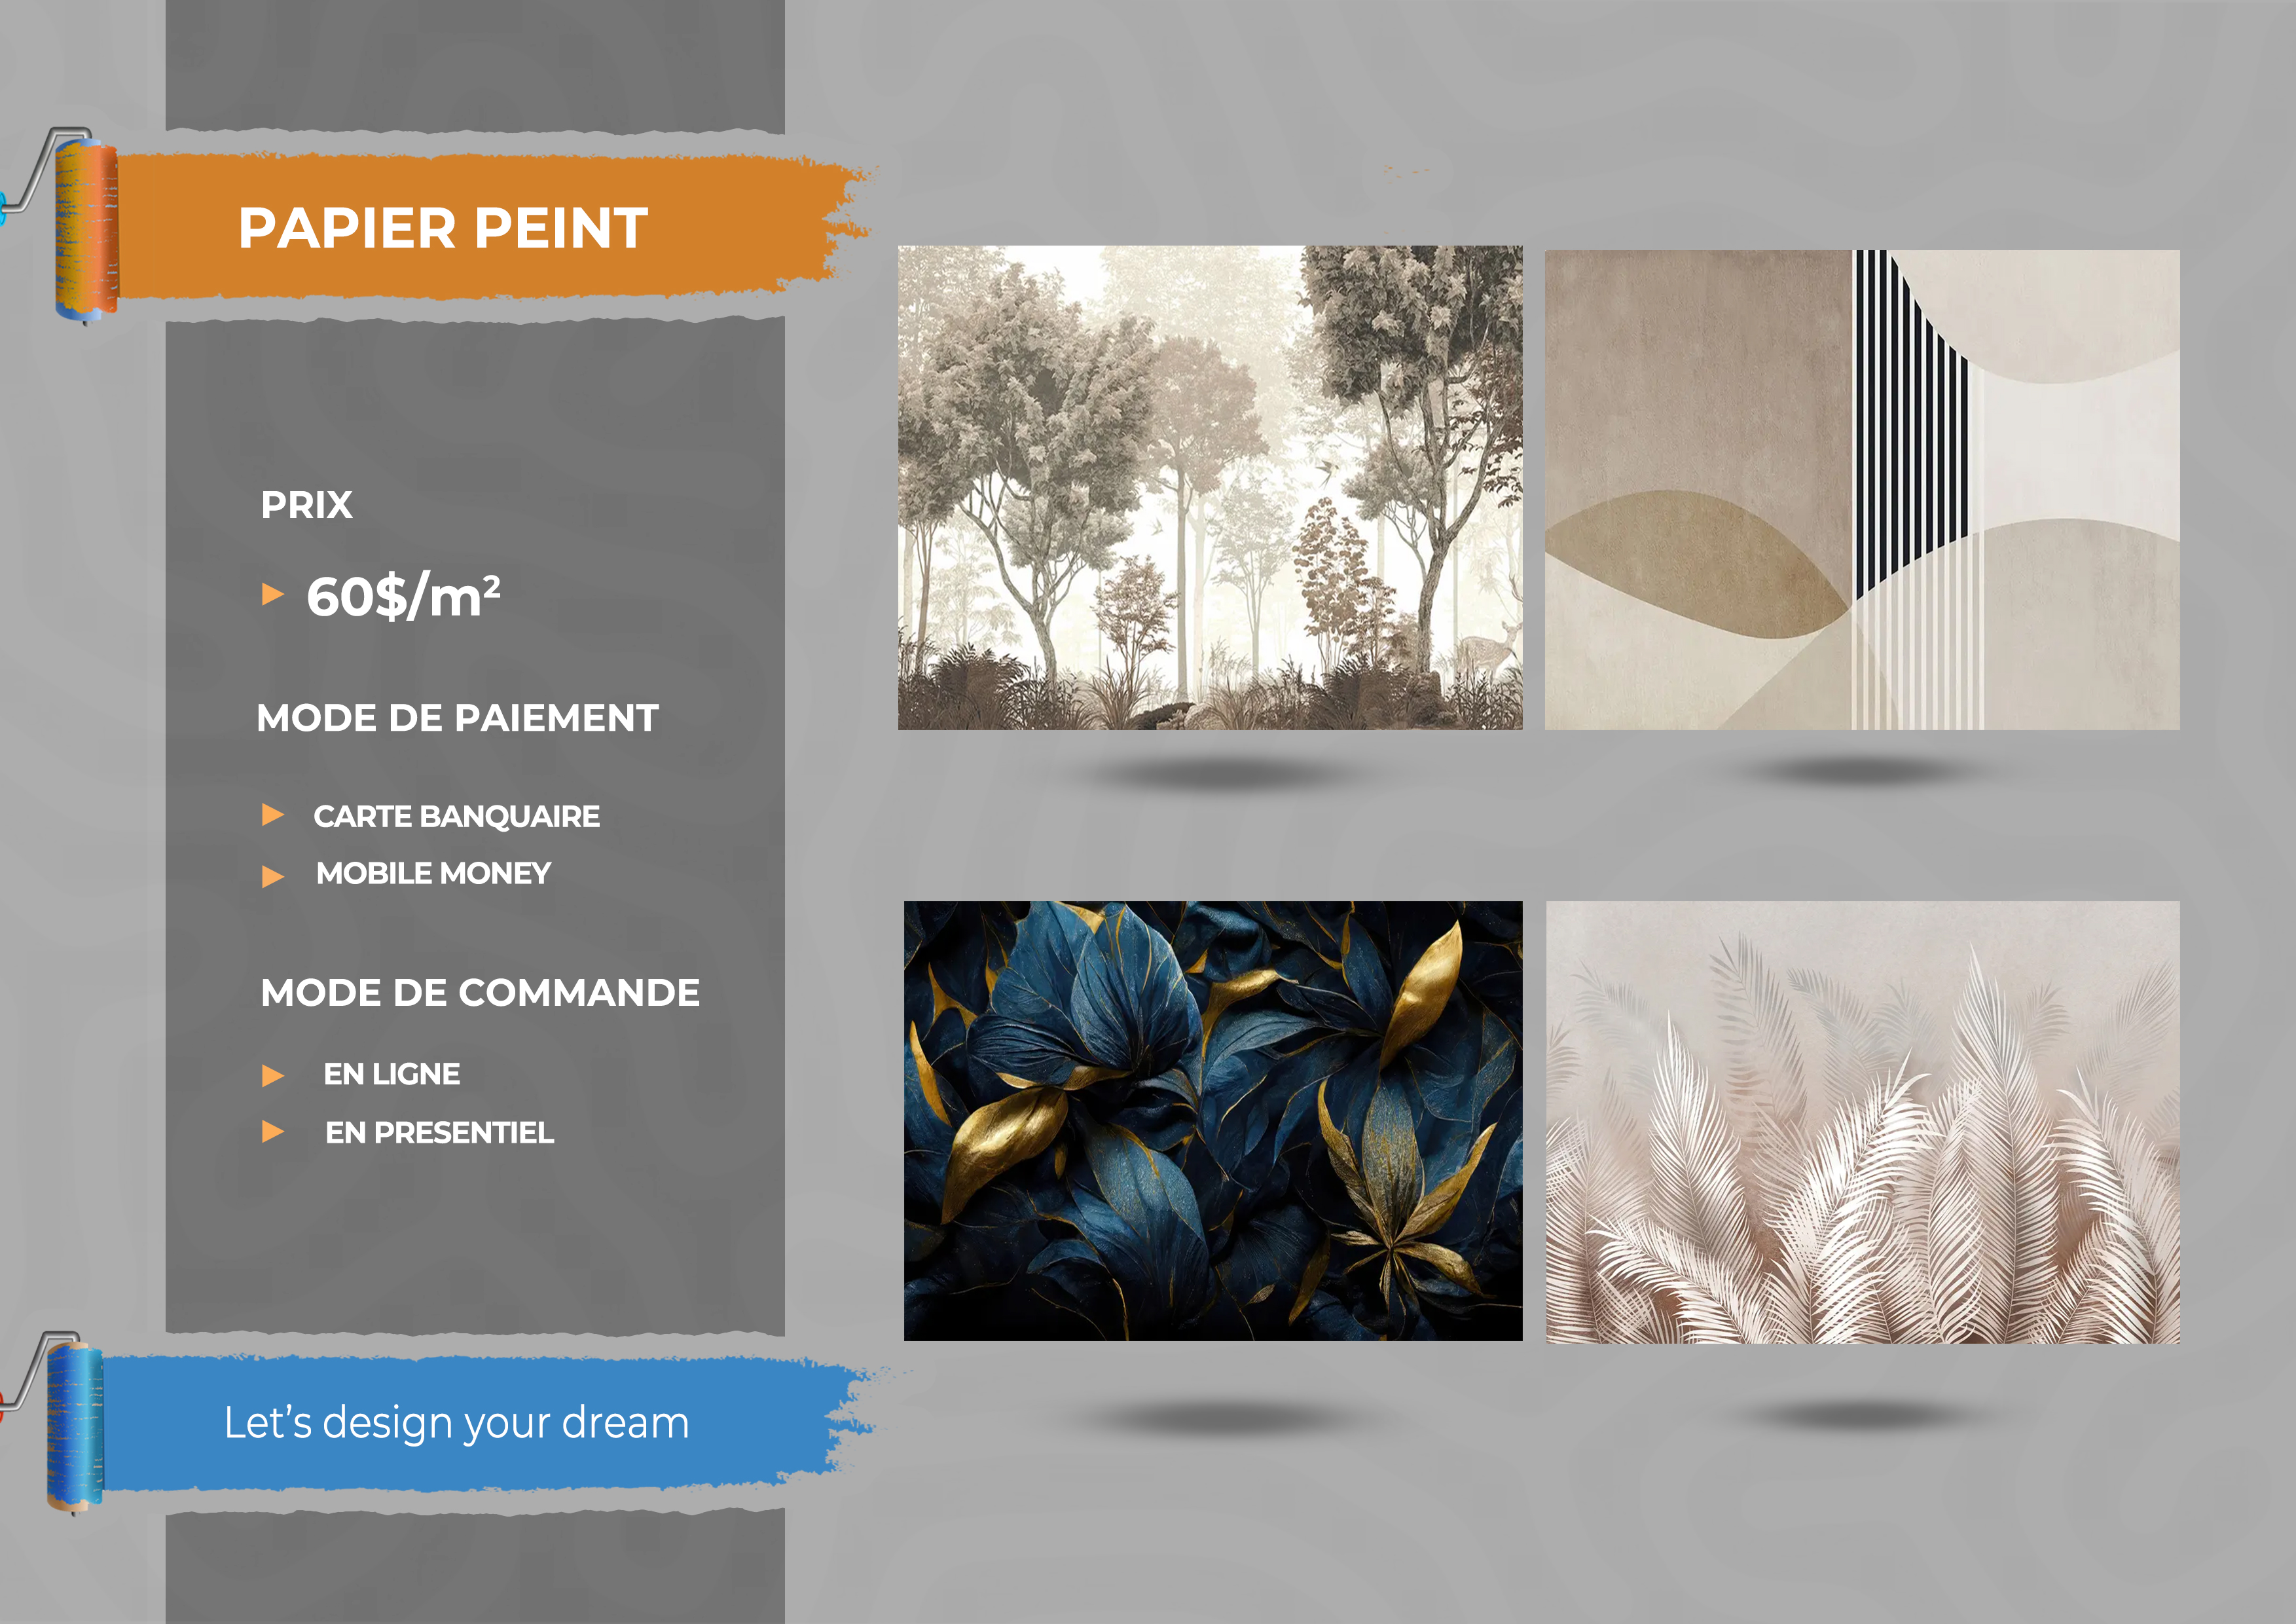 PAPIER PEINT
PRIX
60$/m²
MODE DE PAIEMENT
CARTE BANQUAIRE
MOBILE MONEY
MODE DE COMMANDE
EN LIGNE
EN PRESENTIEL
Let’s design your dream